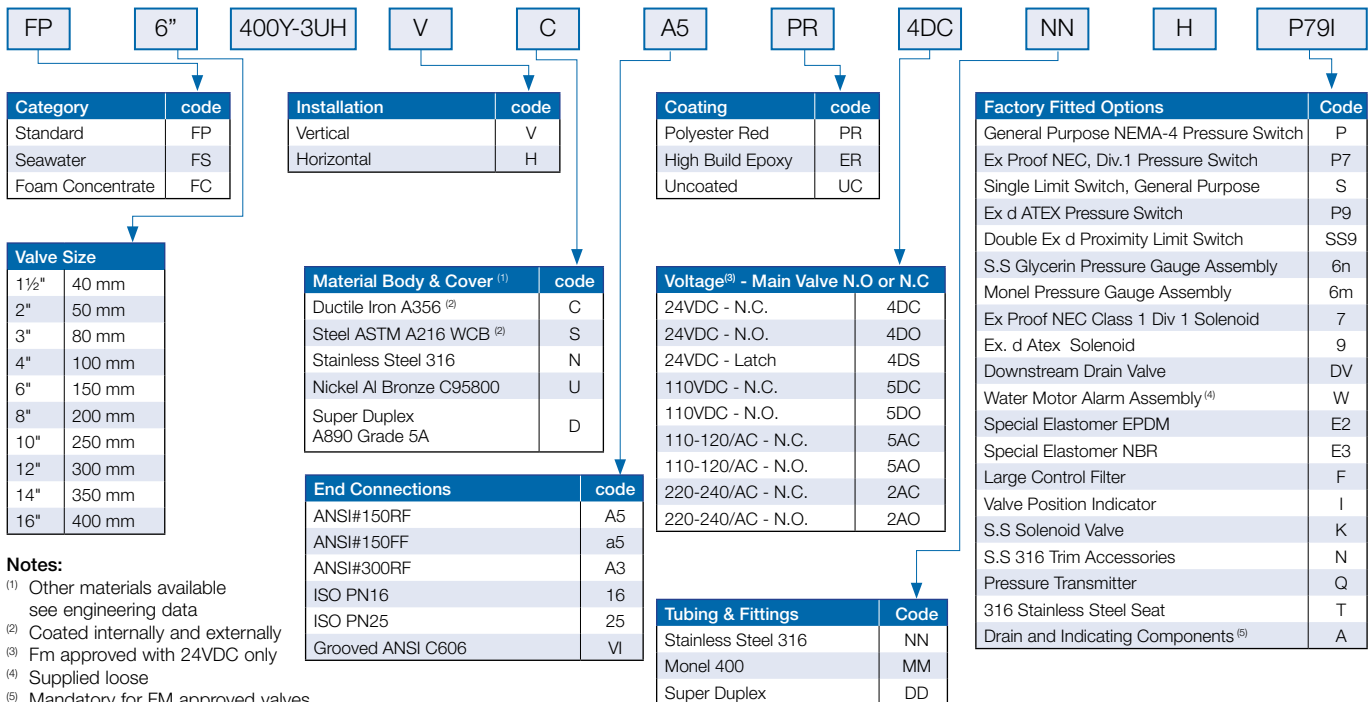 FP 6” 400Y-3UH V C A5 PR 4DC NN H P79I
Category code
Standard FP
Seawater FS
Foam Concentrate FC
Valve Size
1½" 40 mm
2" 50 mm
3" 80 mm
4" 100 mm
6" 150 mm
8" 200 mm
10" 250 mm
12" 300 mm
14" 350 mm
16" 400 mm
Notes:
(1) Other materials available
see engineering data
(2) Coated internally and externally
(3) Fm approved with 24VDC only
(4) Supplied loose
(5) Mandatory for FM approved valves
Installation code
Vertical V
Horizontal H
Material Body & Cover (1) code
Ductile Iron A356 (2) C
Steel ASTM A216 WCB (2) S
Stainless Steel 316 N
Nickel Al Bronze C95800 U
Super Duplex
A890 Grade 5A D
End Connections code
ANSI#150RF A5
ANSI#150FF a5
ANSI#300RF A3
ISO PN16 16
ISO PN25 25
Grooved ANSI C606 VI
Coating code
Polyester Red PR
High Build Epoxy ER
Uncoated UC
Voltage(3) - Main Valve N.O or N.C
24VDC - N.C. 4DC
24VDC - N.O. 4DO
24VDC - Latch 4DS
110VDC - N.C. 5DC
110VDC - N.O. 5DO
110-120/AC - N.C. 5AC
110-120/AC - N.O. 5AO
220-240/AC - N.C. 2AC
220-240/AC - N.O. 2AO
Tubing & Fittings Code
Stainless Steel 316 NN
Monel 400 MM
Super Duplex DD
Factory Fitted Options Code
General Purpose NEMA-4 Pressure Switch P
Ex Proof NEC, Div.1 Pressure Switch P7
Single Limit Switch, General Purpose S
Ex d ATEX Pressure Switch P9
Double Ex d Proximity Limit Switch SS9
S.S Glycerin Pressure Gauge Assembly 6n
Monel Pressure Gauge Assembly 6m
Ex Proof NEC Class 1 Div 1 Solenoid 7
Ex. d Atex Solenoid 9
Downstream Drain Valve DV
Water Motor Alarm Assembly (4) W
Special Elastomer EPDM E2
Special Elastomer NBR E3
Large Control Filter F
Valve Position Indicator I
S.S Solenoid Valve K
S.S 316 Trim Accessories N
Pressure Transmitter Q
316 Stainless Steel Seat T
Drain and Indicating Components (5) A